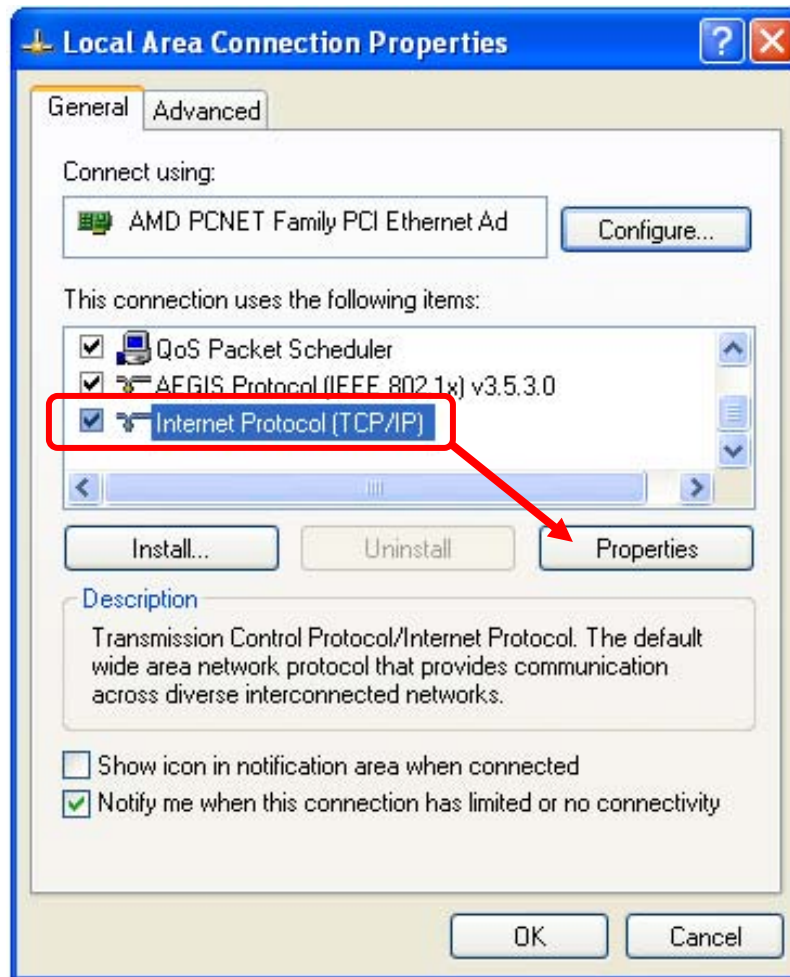 Local Area Connection Properties
General Advanced
Connect using:
AMD PCNET Family PCI Ethernet Ad Configure...
This connection uses the following items:
QoS Packet Scheduler
AEGIS Protocol (IEEE 802.1x) v3.5.3.0
Internet Protocol (TCP/IP)
Install... Uninstall Properties
Description
Transmission Control Protocol/Internet Protocol. The default
wide area network protocol that provides communication
across diverse interconnected networks.
Show icon in notification area when connected
Notify me when this connection has limited or no connectivity
OK Cancel